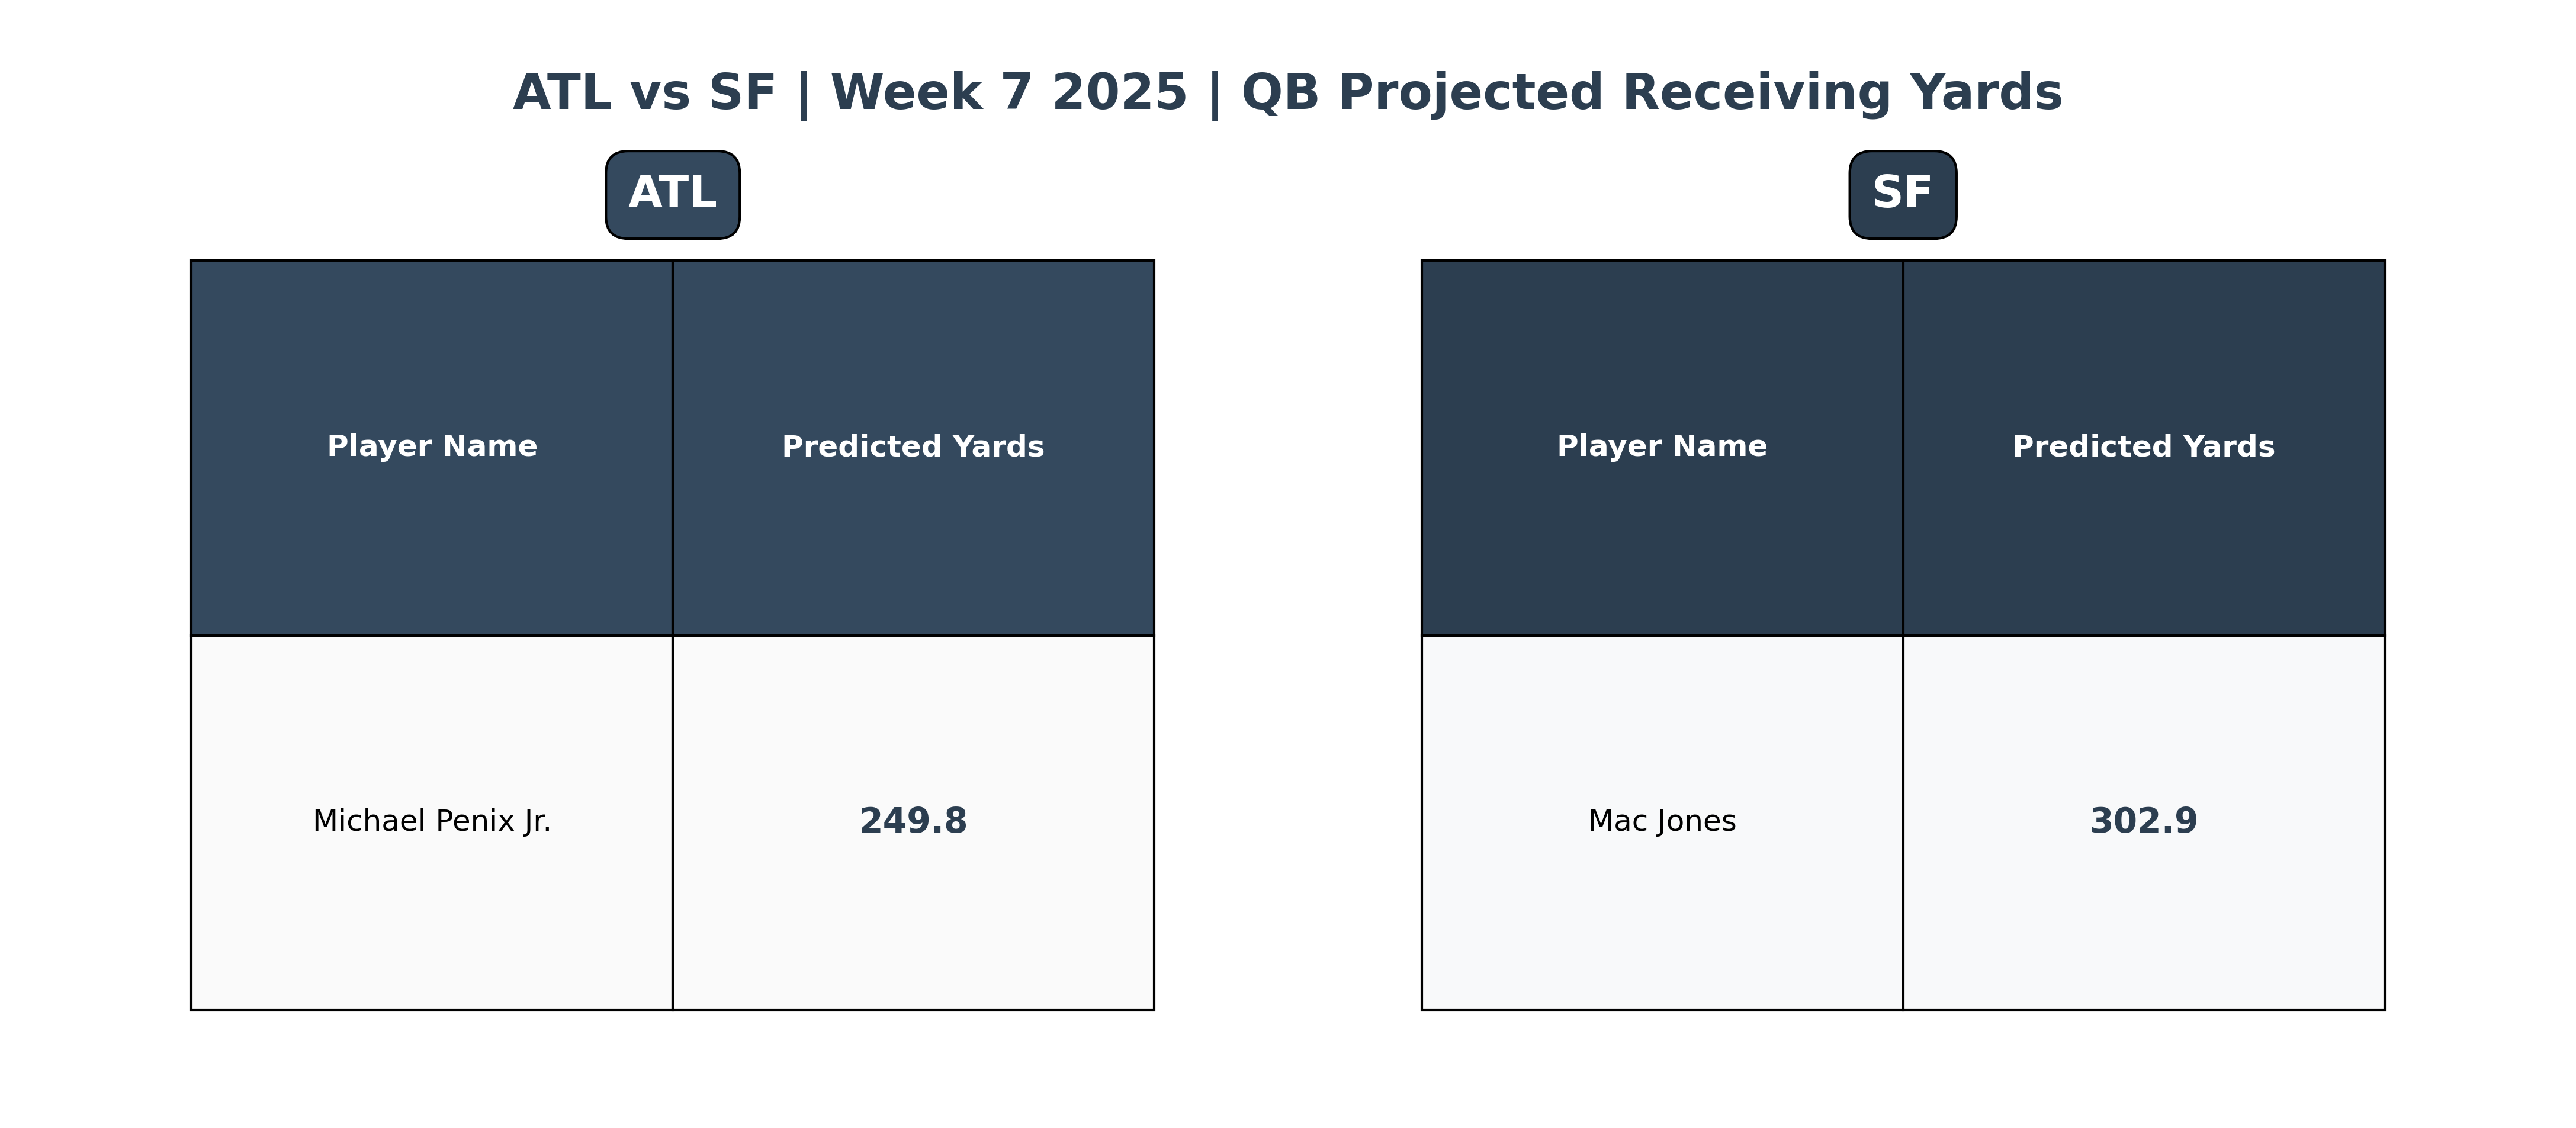 ATL vs SF | Week 7 2025 | QB Projected Receiving Yards
ATL
Player Name Predicted Yards
Michael Penix Jr. 249.8
SF
Player Name Predicted Yards
Mac Jones 302.9